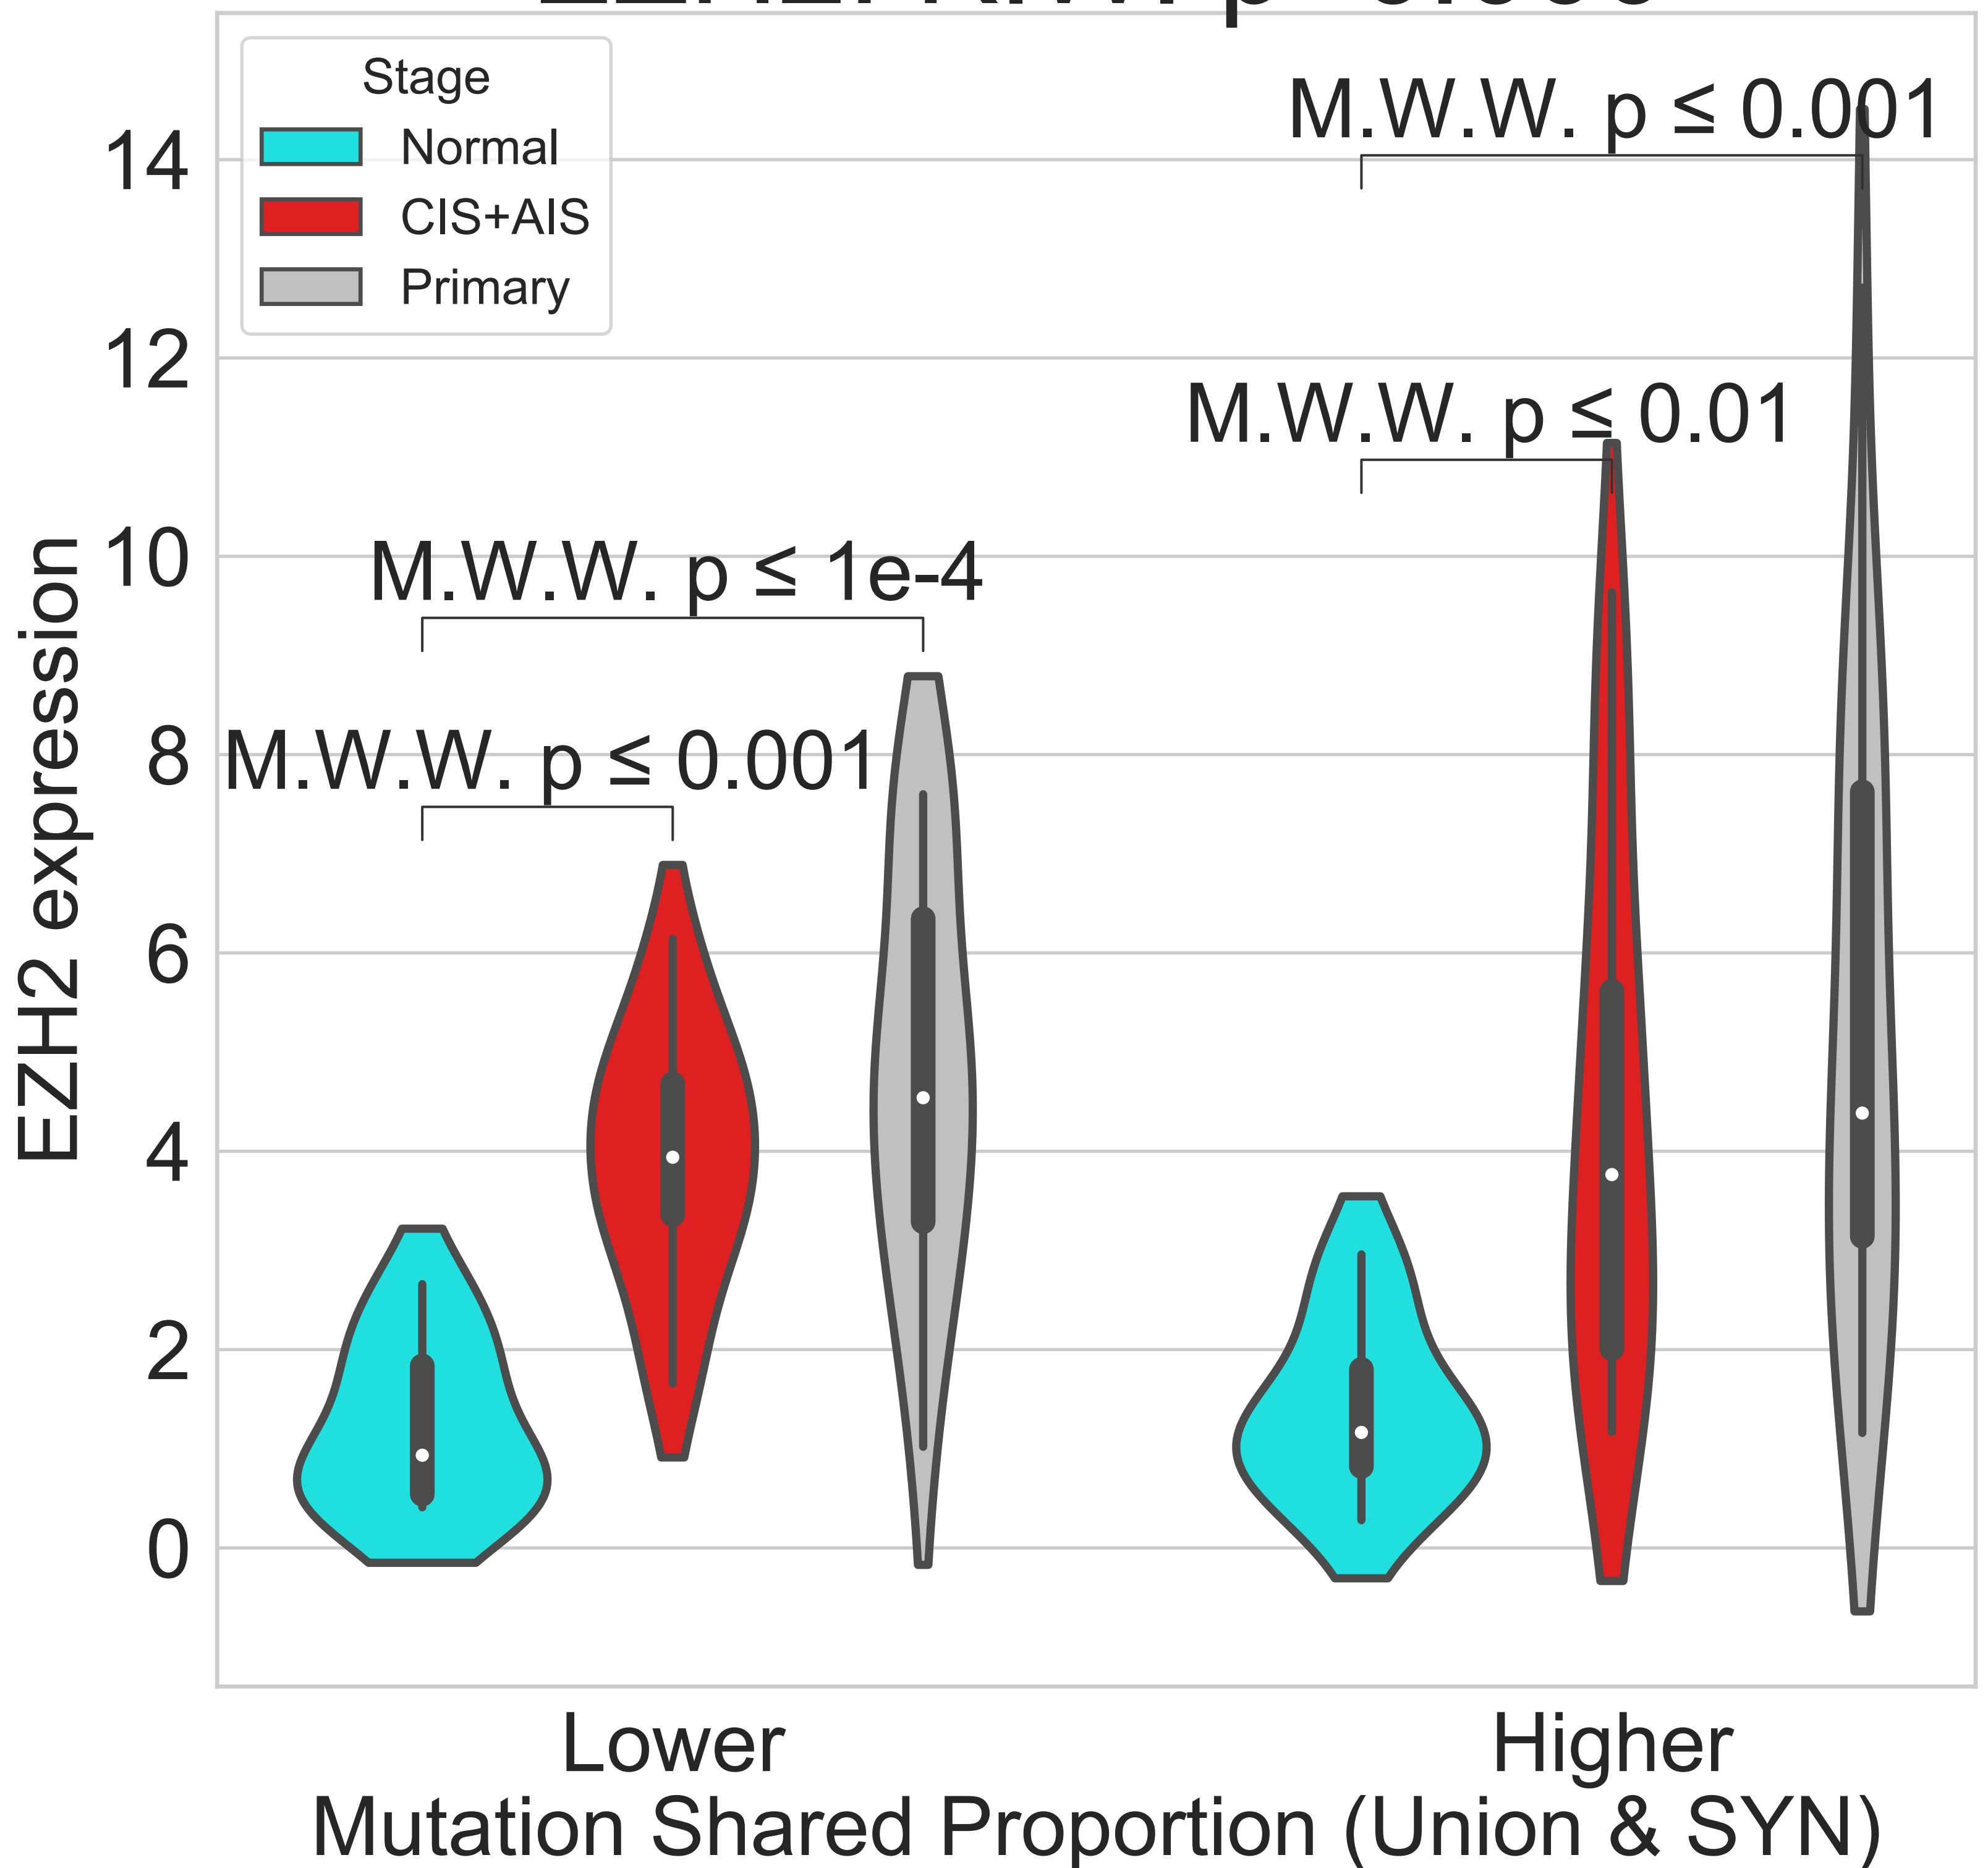 Stage
Normal
CIS+AIS
Primary
M.W.W. p ≤ 0.001
M.W.W. p ≤ 0.01
M.W.W. p ≤ 1e-4
M.W.W. p ≤ 0.001
14
12
10
8
6
4
2
0
EZH2 expression
Lower
Higher
Mutation Shared Proportion (Union & SYN)